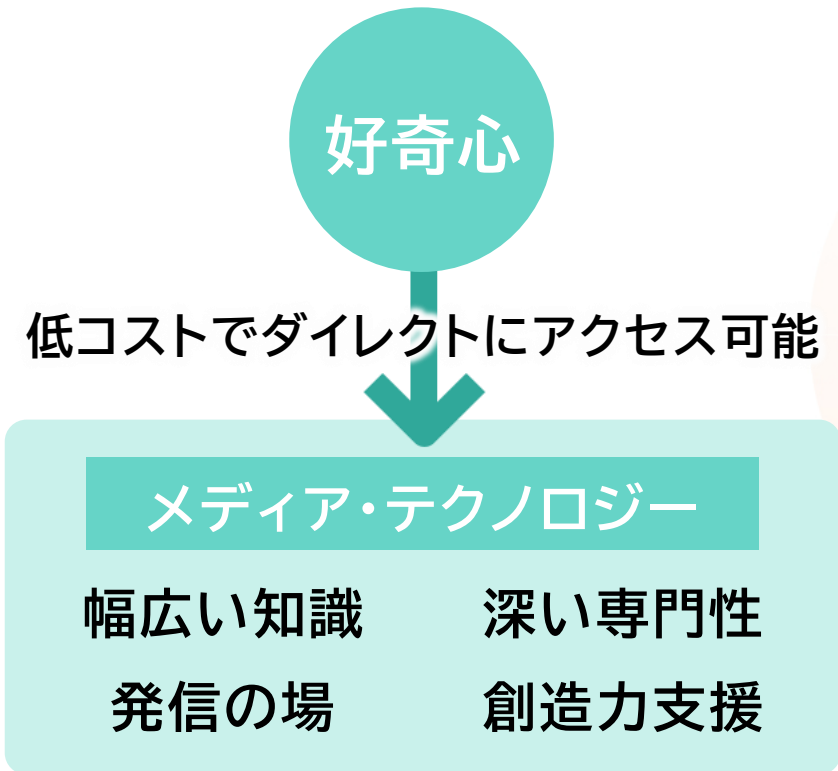 好奇心
低コストでダイレクトにアクセス可能
メディア・テクノロジー
幅広い知識 深い専門性
発信の場 創造力支援